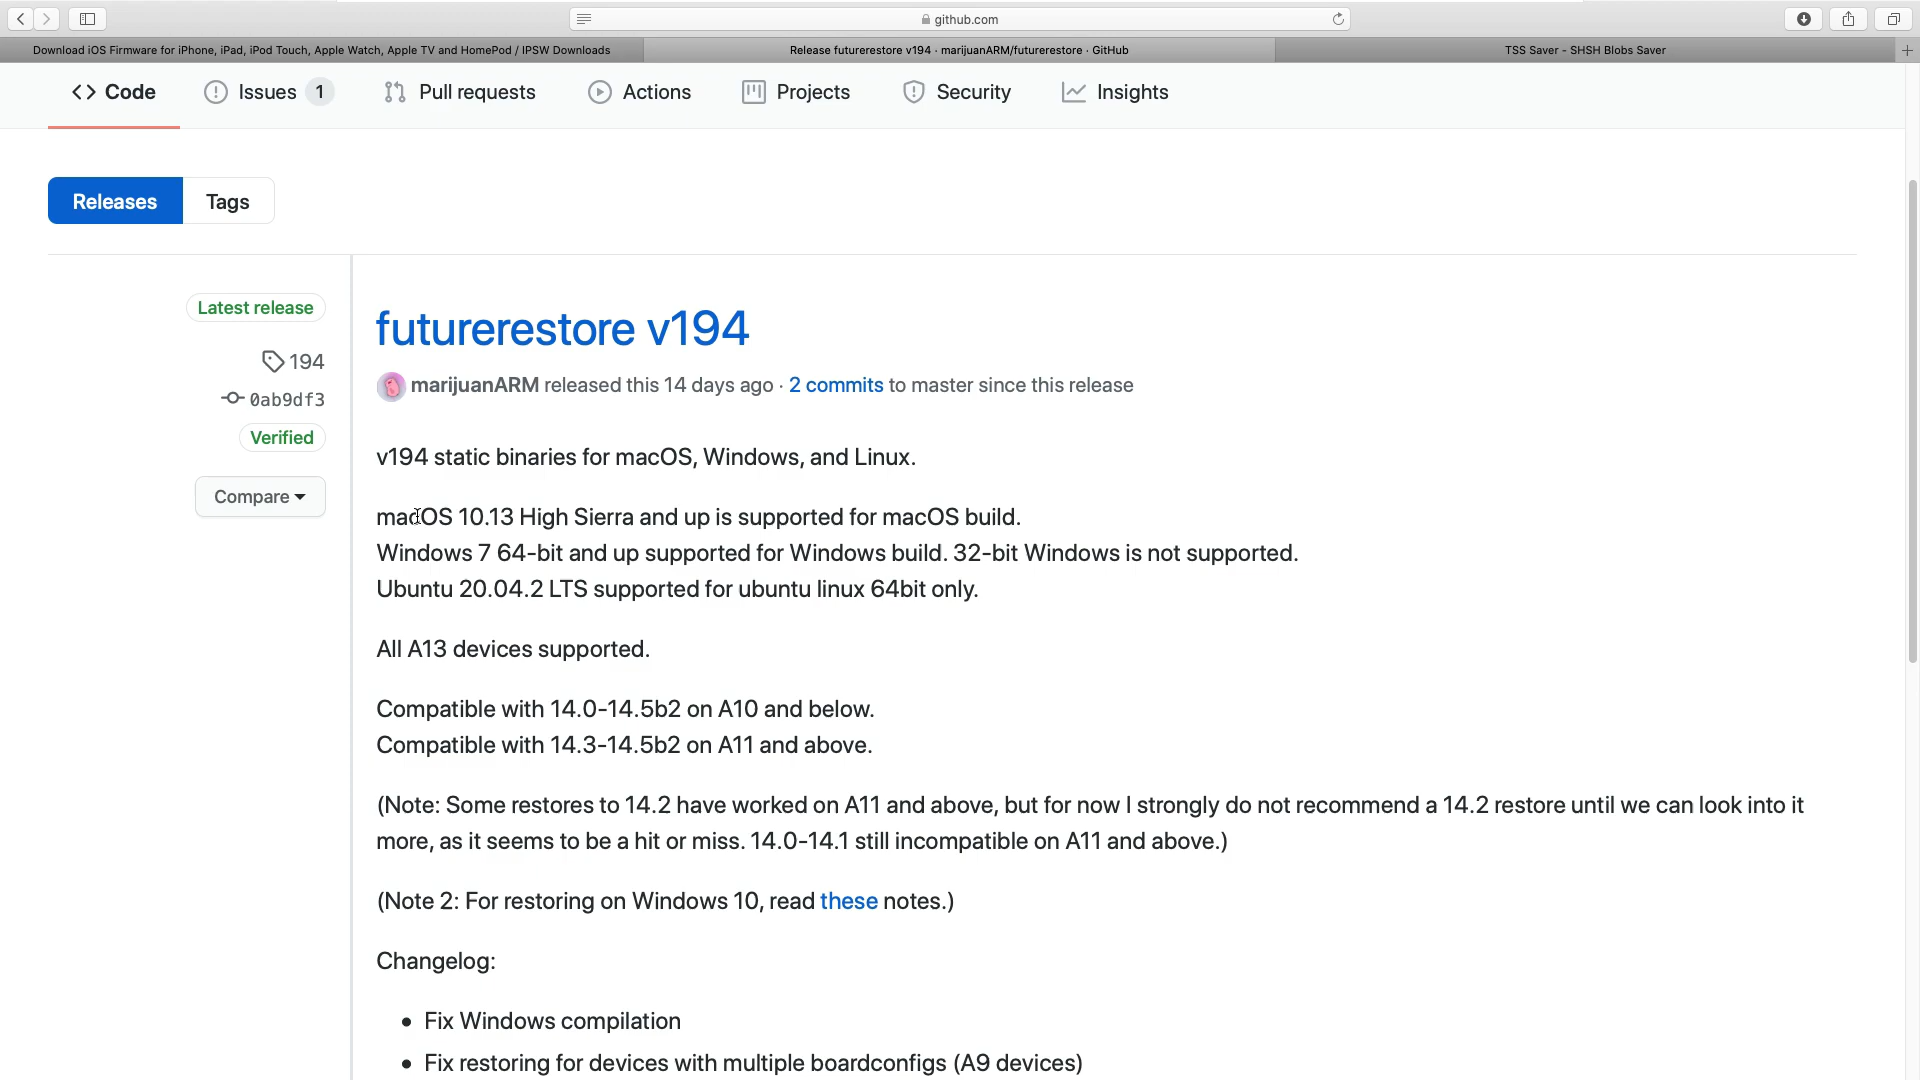 github.com
Download iOS Firmware for iPhone, iPad, iPod Touch, Apple Watch, Apple TV and HomePod / IPSW Downloads
Release futurerestore v194 · marijuanARM/futurerestore · GitHub
TSS Saver - SHSH Blobs Saver
Code
Issues 1
Pull requests
Actions
Projects
Security
Insights
Releases
Tags
Latest release
194
0ab9df3
Verified
Compare
futurerestore v194
marijuanARM released this 14 days ago · 2 commits to master since this release
v194 static binaries for macOS, Windows, and Linux.
macOS 10.13 High Sierra and up is supported for macOS build.
Windows 7 64-bit and up supported for Windows build. 32-bit Windows is not supported.
Ubuntu 20.04.2 LTS supported for ubuntu linux 64bit only.
All A13 devices supported.
Compatible with 14.0-14.5b2 on A10 and below.
Compatible with 14.3-14.5b2 on A11 and above.
(Note: Some restores to 14.2 have worked on A11 and above, but for now I strongly do not recommend a 14.2 restore until we can look into it
more, as it seems to be a hit or miss. 14.0-14.1 still incompatible on A11 and above.)
(Note 2: For restoring on Windows 10, read these notes.)
Changelog:
• Fix Windows compilation
• Fix restoring for devices with multiple boardconfigs (A9 devices)